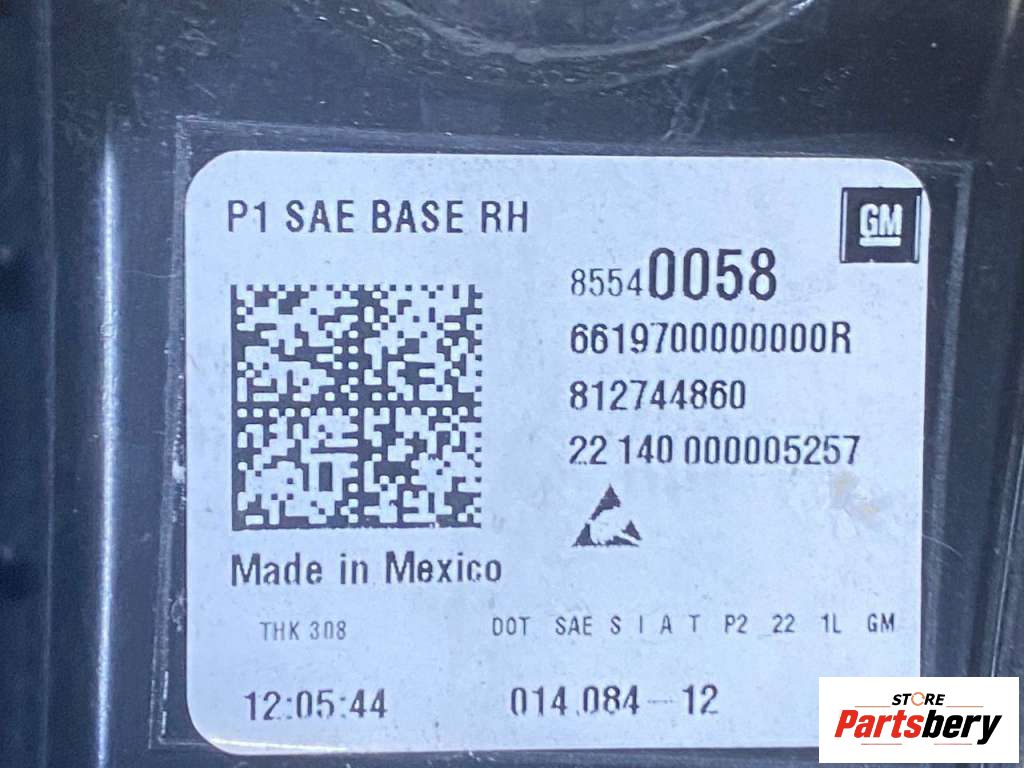 P1 SAE BASE RH
GM
85540058
6619700000000R
812744860
22 140 000005257
Made in Mexico
THK 308
DOT SAE S I A T P2 22 1L GM
12:05:44
014.084-12
STORE
Partsbery